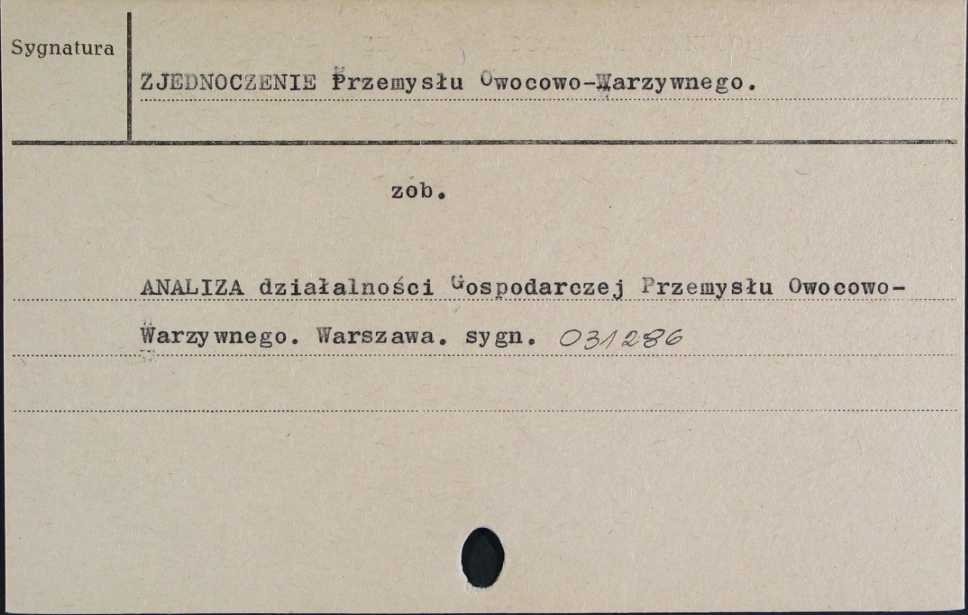 Sygnatura
ZJEDNOCZENIE Przemysłu Owocowo-Warzywnego.
zob.
ANALIZA działalności Gospodarczej Przemysłu Owocowo-
Warzywnego. Warszawa. sygn. 031286